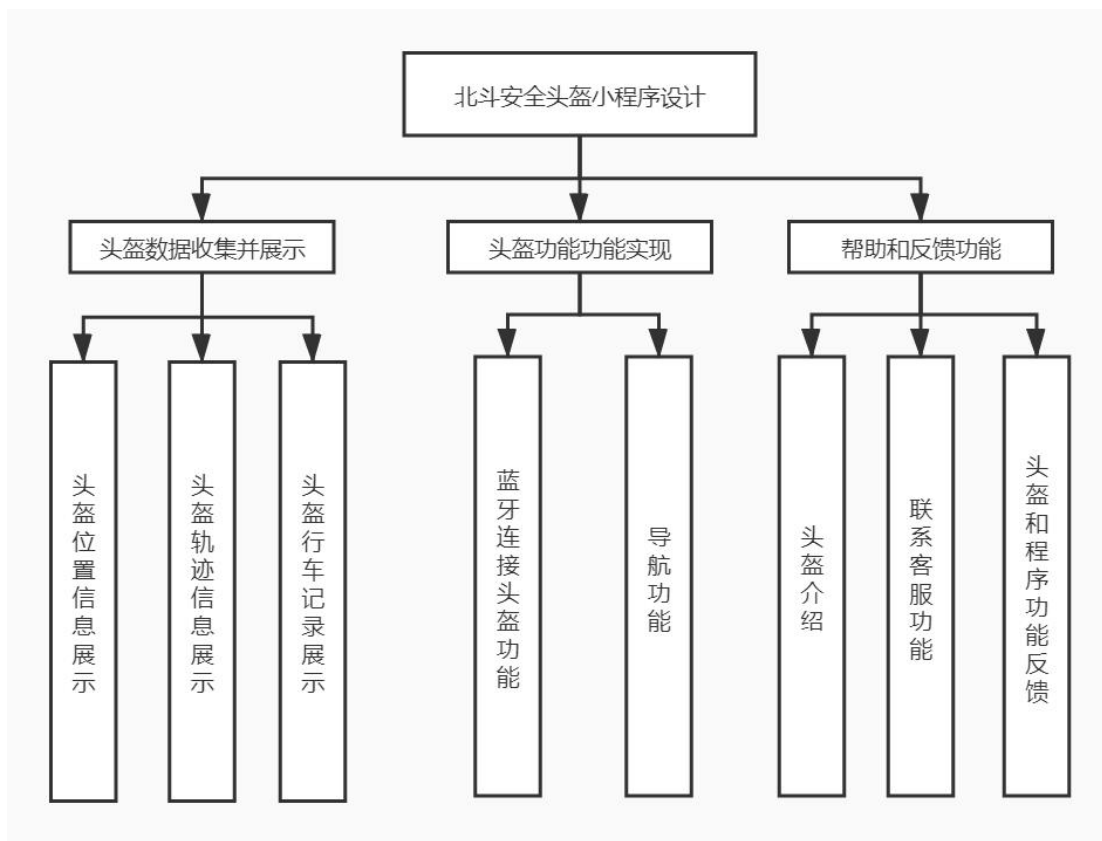 北斗安全头盔小程序设计
头盔数据收集并展示
头盔功能功能实现
帮助和反馈功能
头盔位置信息展示
头盔轨迹信息展示
头盔行车记录展示
蓝牙连接头盔功能
导航功能
头盔介绍
联系客服功能
头盔和程序功能反馈